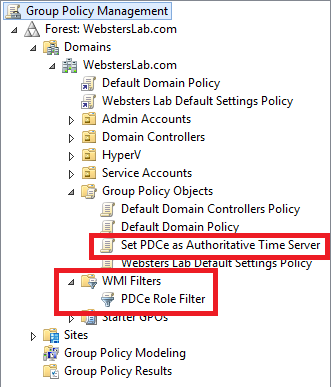 Group Policy Management
Forest: WebstersLab.com
Domains
WebstersLab.com
Default Domain Policy
Websters Lab Default Settings Policy
Admin Accounts
Domain Controllers
HyperV
Service Accounts
Group Policy Objects
Default Domain Controllers Policy
Default Domain Policy
Set PDCe as Authoritative Time Server
Websters Lab Default Settings Policy
WMI Filters
PDCe Role Filter
Starter GPOs
Sites
Group Policy Modeling
Group Policy Results